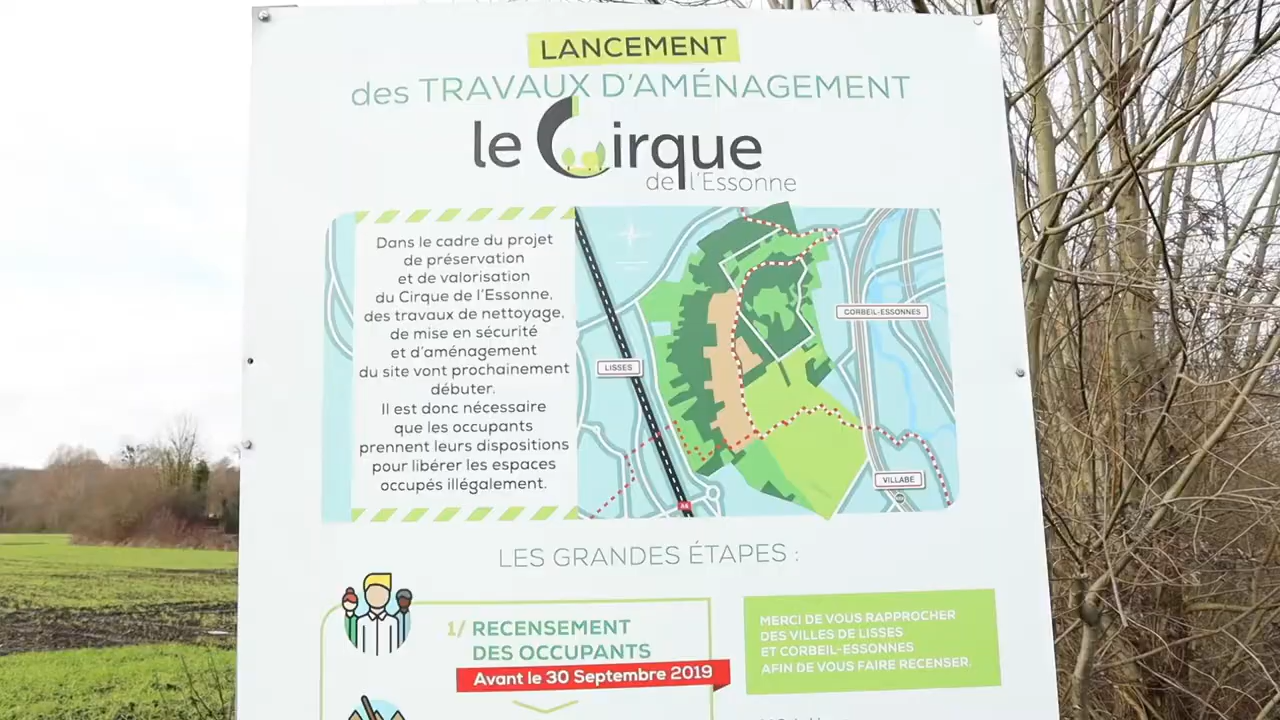 LANCEMENT
des TRAVAUX D'AMÉNAGEMENT
le Cirque
de l'Essonne
Dans le cadre du projet
de préservation
et de valorisation
du Cirque de l'Essonne,
des travaux de nettoyage,
de mise en sécurité
et d'aménagement
du site vont prochainement
débuter.
Il est donc nécessaire
que les occupants
prennent leurs dispositions
pour libérer les espaces
occupés illégalement.
CORBEIL-ESSONNES
LISSES
VILLABE
LES GRANDES ÉTAPES :
1/ RECENSEMENT
DES OCCUPANTS
Avant le 30 Septembre 2019
MERCI DE VOUS RAPPROCHER
DES VILLES DE LISSES
ET CORBEIL-ESSONNES
AFIN DE VOUS FAIRE RECENSER.